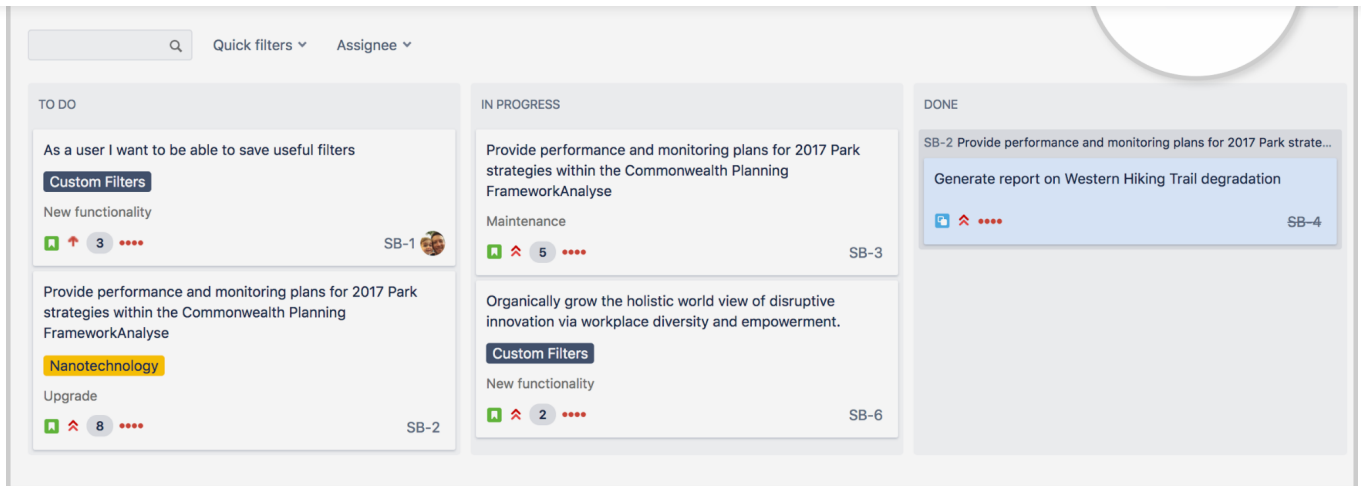 Quick filters
Assignee
TO DO
As a user I want to be able to save useful filters
Custom Filters
New functionality
3
SB-1
Provide performance and monitoring plans for 2017 Park
strategies within the Commonwealth Planning
FrameworkAnalyse
Nanotechnology
Upgrade
8
SB-2
IN PROGRESS
Provide performance and monitoring plans for 2017 Park
strategies within the Commonwealth Planning
FrameworkAnalyse
Maintenance
5
SB-3
Organically grow the holistic world view of disruptive
innovation via workplace diversity and empowerment.
Custom Filters
New functionality
2
SB-6
DONE
SB-2 Provide performance and monitoring plans for 2017 Park strate...
Generate report on Western Hiking Trail degradation
SB-4